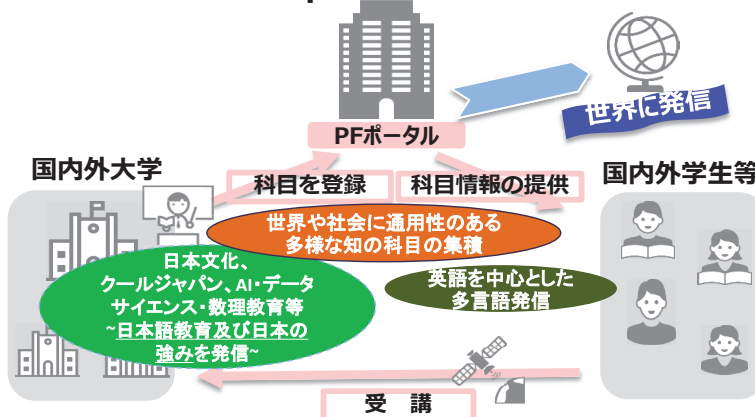 PFポータル
世界に発信
国内外大学
科目を登録
科目情報の提供
国内外学生等
世界や社会に通用性のある
多様な知の科目の集積
日本文化、
クールジャパン、AI・データ
サイエンス・数理教育等
~日本語教育及び日本の
強みを発信~
英語を中心とした
多言語発信
受　講